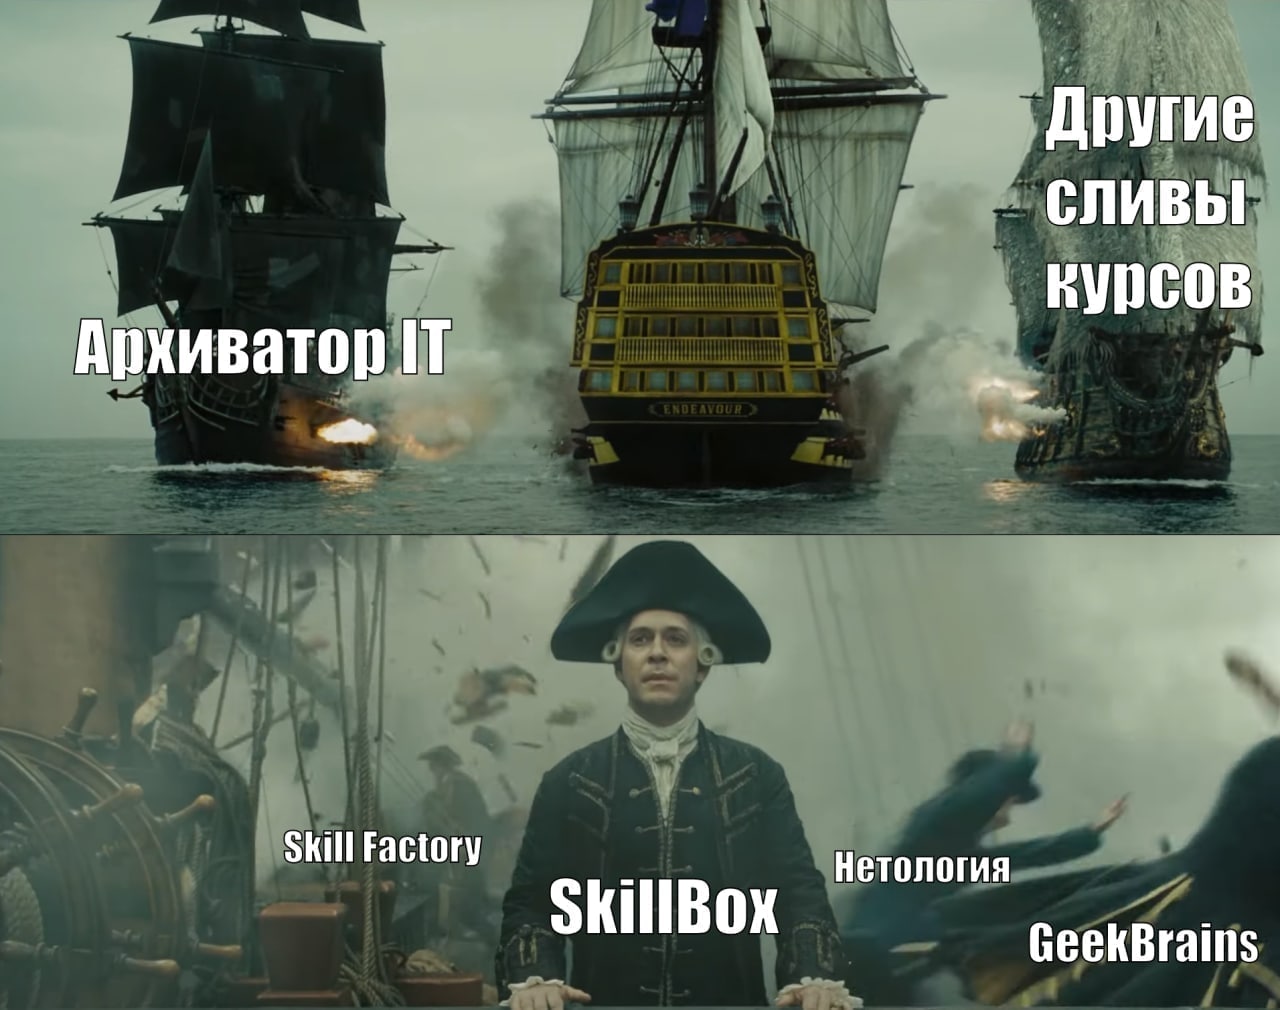 Другие
сливы
курсов
Архиватор IT
ENDEAVOUR
Skill Factory
Нетология
SkillBox
GeekBrains